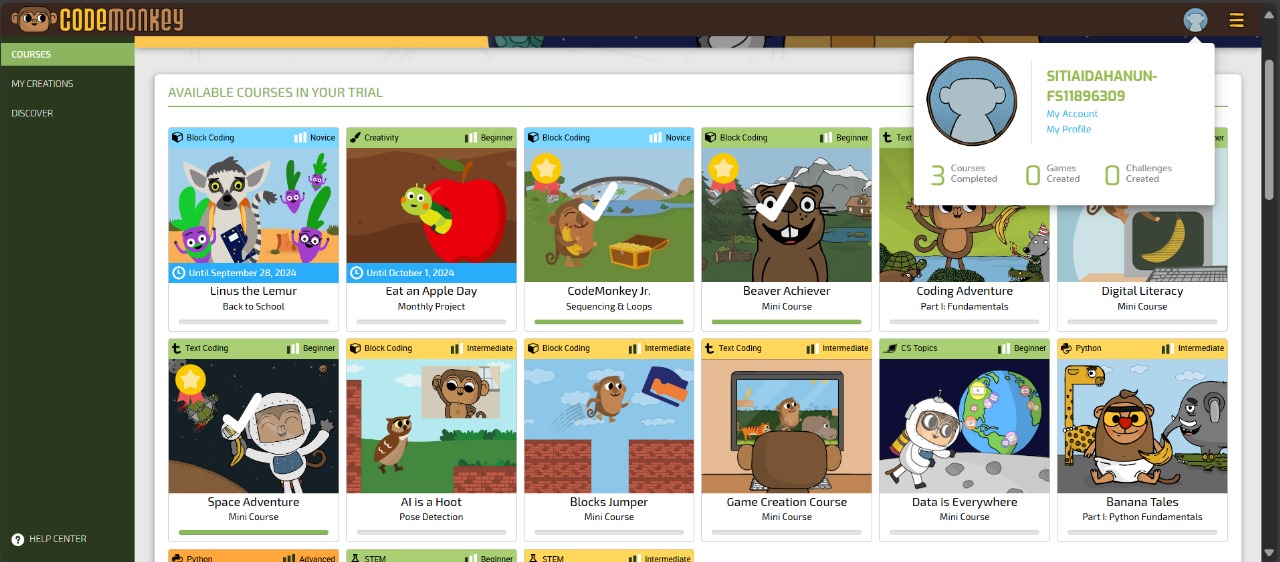 CODEMONKEY
COURSES
MY CREATIONS
DISCOVER
HELP CENTER
SITIAIDAHANUN-
FS11896309
My Account
My Profile
3 Courses Completed
0 Games Created
0 Challenges Created
AVAILABLE COURSES IN YOUR TRIAL
Block Coding Novice
Until September 28, 2024
Linus the Lemur
Back to School
Creativity Beginner
Until October 1, 2024
Eat an Apple Day
Monthly Project
Block Coding Novice
CodeMonkey Jr.
Sequencing & Loops
Block Coding Beginner
Beaver Achiever
Mini Course
Text
Coding Adventure
Part I: Fundamentals
Digital Literacy
Mini Course
Text Coding Beginner
Space Adventure
Mini Course
Block Coding Intermediate
AI is a Hoot
Pose Detection
Block Coding Intermediate
Blocks Jumper
Mini Course
Text Coding Intermediate
Game Creation Course
Mini Course
CS Topics Beginner
Data is Everywhere
Mini Course
Python Intermediate
Banana Tales
Part I: Python Fundamentals
Python Advanced
STEM Beginner
STEM Intermediate